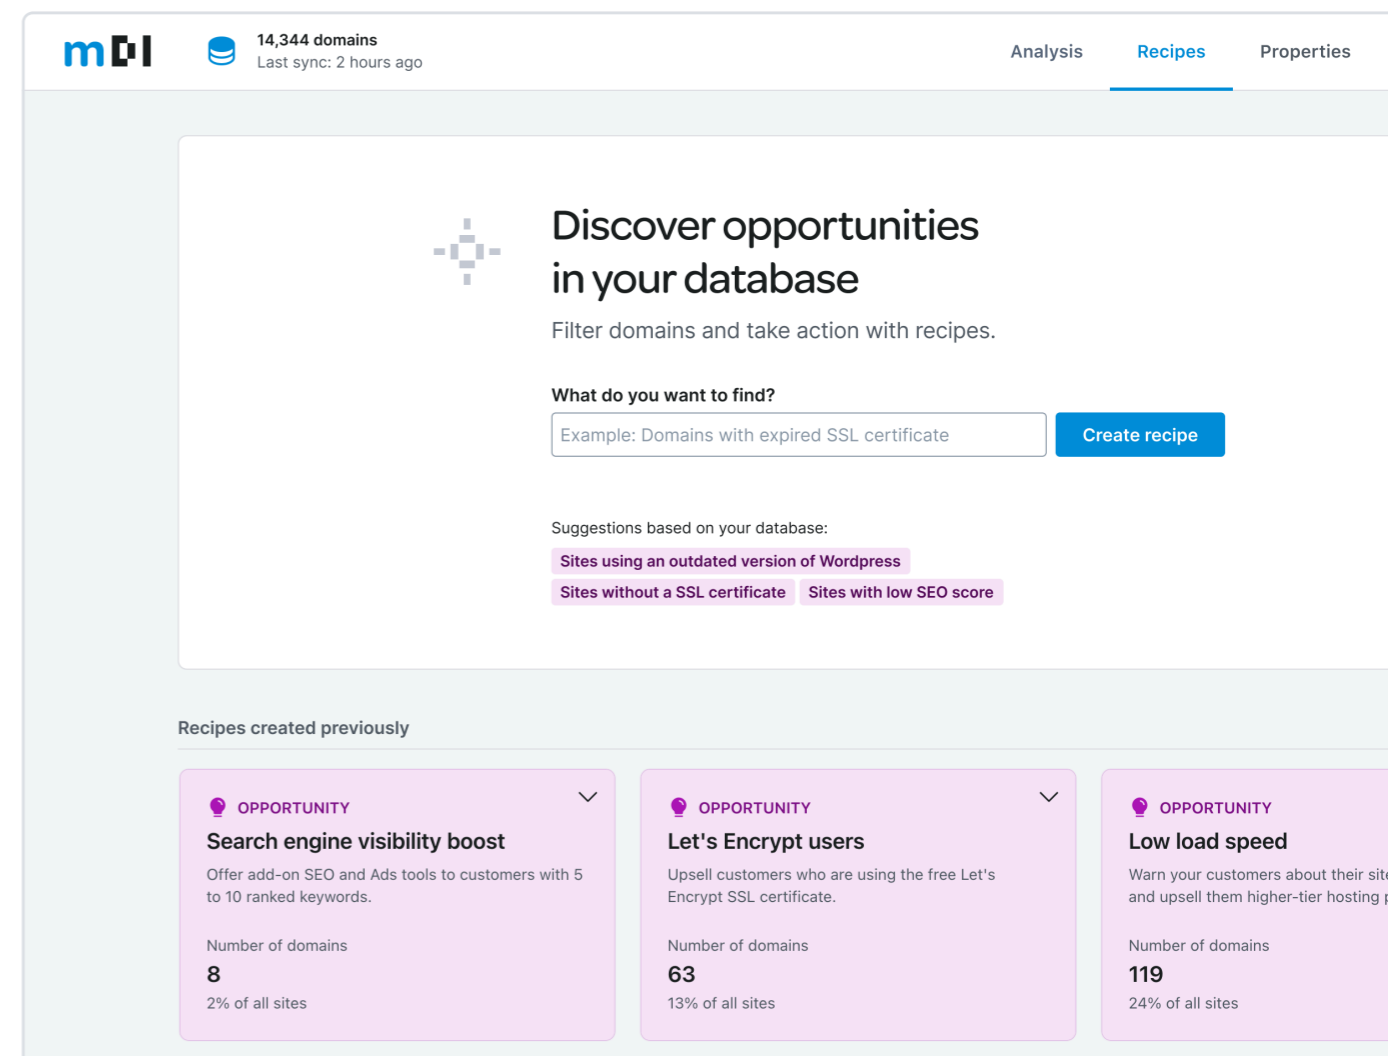 mDI
14,344 domains
Last sync: 2 hours ago
Analysis
Recipes
Properties
Discover opportunities
in your database
Filter domains and take action with recipes.
What do you want to find?
Example: Domains with expired SSL certificate
Create recipe
Suggestions based on your database:
Sites using an outdated version of Wordpress
Sites without a SSL certificate
Sites with low SEO score
Recipes created previously
OPPORTUNITY
Search engine visibility boost
Offer add-on SEO and Ads tools to customers with 5
to 10 ranked keywords.
Number of domains
8
2% of all sites
OPPORTUNITY
Let's Encrypt users
Upsell customers who are using the free Let's
Encrypt SSL certificate.
Number of domains
63
13% of all sites
OPPORTUNITY
Low load speed
Warn your customers about their site
and upsell them higher-tier hosting
Number of domains
119
24% of all sites